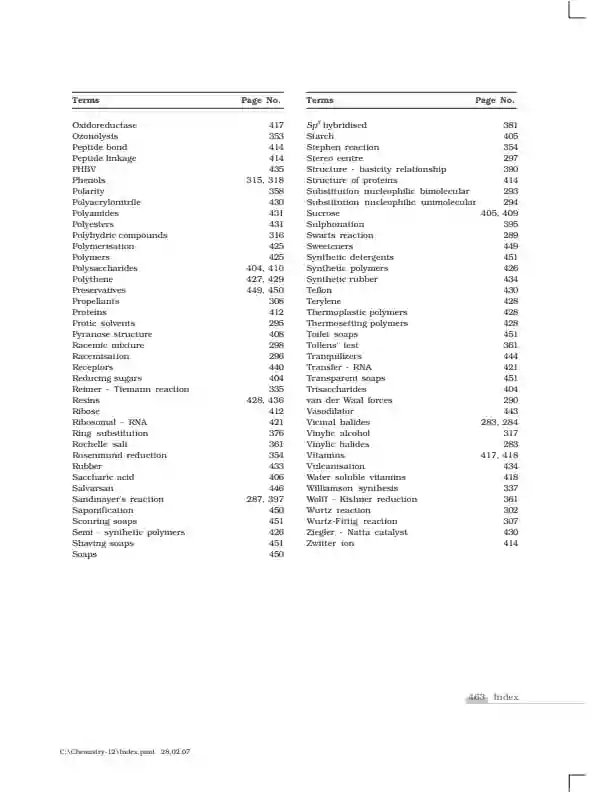 Terms Page No.
Oxidoreductase 417
Ozonolysis 353
Peptide bond 414
Peptide linkage 414
PHBV 435
Phenols 315, 318
Polarity 358
Polyacrylonitrile 430
Polyamides 431
Polyesters 431
Polyhydric compounds 316
Polymerisation 425
Polymers 425
Polysaccharides 404, 410
Polythene 427, 429
Preservatives 449, 450
Propellants 308
Proteins 412
Protic solvents 295
Pyranose structure 408
Racemic mixture 298
Racemisation 296
Receptors 440
Reducing sugars 404
Reimer - Tiemann reaction 335
Resins 428, 436
Ribose 412
Ribosomal - RNA 421
Ring substitution 376
Rochelle salt 361
Rosenmund reduction 354
Rubber 433
Saccharic acid 406
Salvarsan 446
Sandmayer's reaction 287, 397
Saponification 450
Scouring soaps 451
Semi - synthetic polymers 426
Shaving soaps 451
Soaps 450
Terms Page No.
hybridised 381
Starch 405
Stephen reaction 354
Stereo centre 297
Structure - basicity relationship 390
Structure of proteins 414
Substitution nucleophilic bimolecular 293
Substitution nucleophilic unimolecular 294
Sucrose 405, 409
Sulphonation 395
Swarts reaction 289
Sweeteners 449
Synthetic detergents 451
Synthetic polymers 426
Synthetic rubber 434
Teflon 430
Terylene 428
Thermoplastic polymers 428
Thermosetting polymers 428
Toilet soaps 451
Tollens' test 361
Tranquilizers 444
Transfer - RNA 421
Transparent soaps 451
Trisaccharides 404
van der Waal forces 290
Vasodilator 443
Vicinal halides 283, 284
Vinylic alcohol 317
Vinylic halides 283
Vitamins 417, 418
Vulcanisation 434
Water soluble vitamins 418
Williamson synthesis 337
Wolff - Kishner reduction 361
Wurtz reaction 302
Wurtz-Fittig reaction 307
Ziegler - Natta catalyst 430
Zwitter ion 414
463 Index
C:\Chemistry-12\Index.pmd 28.02.07